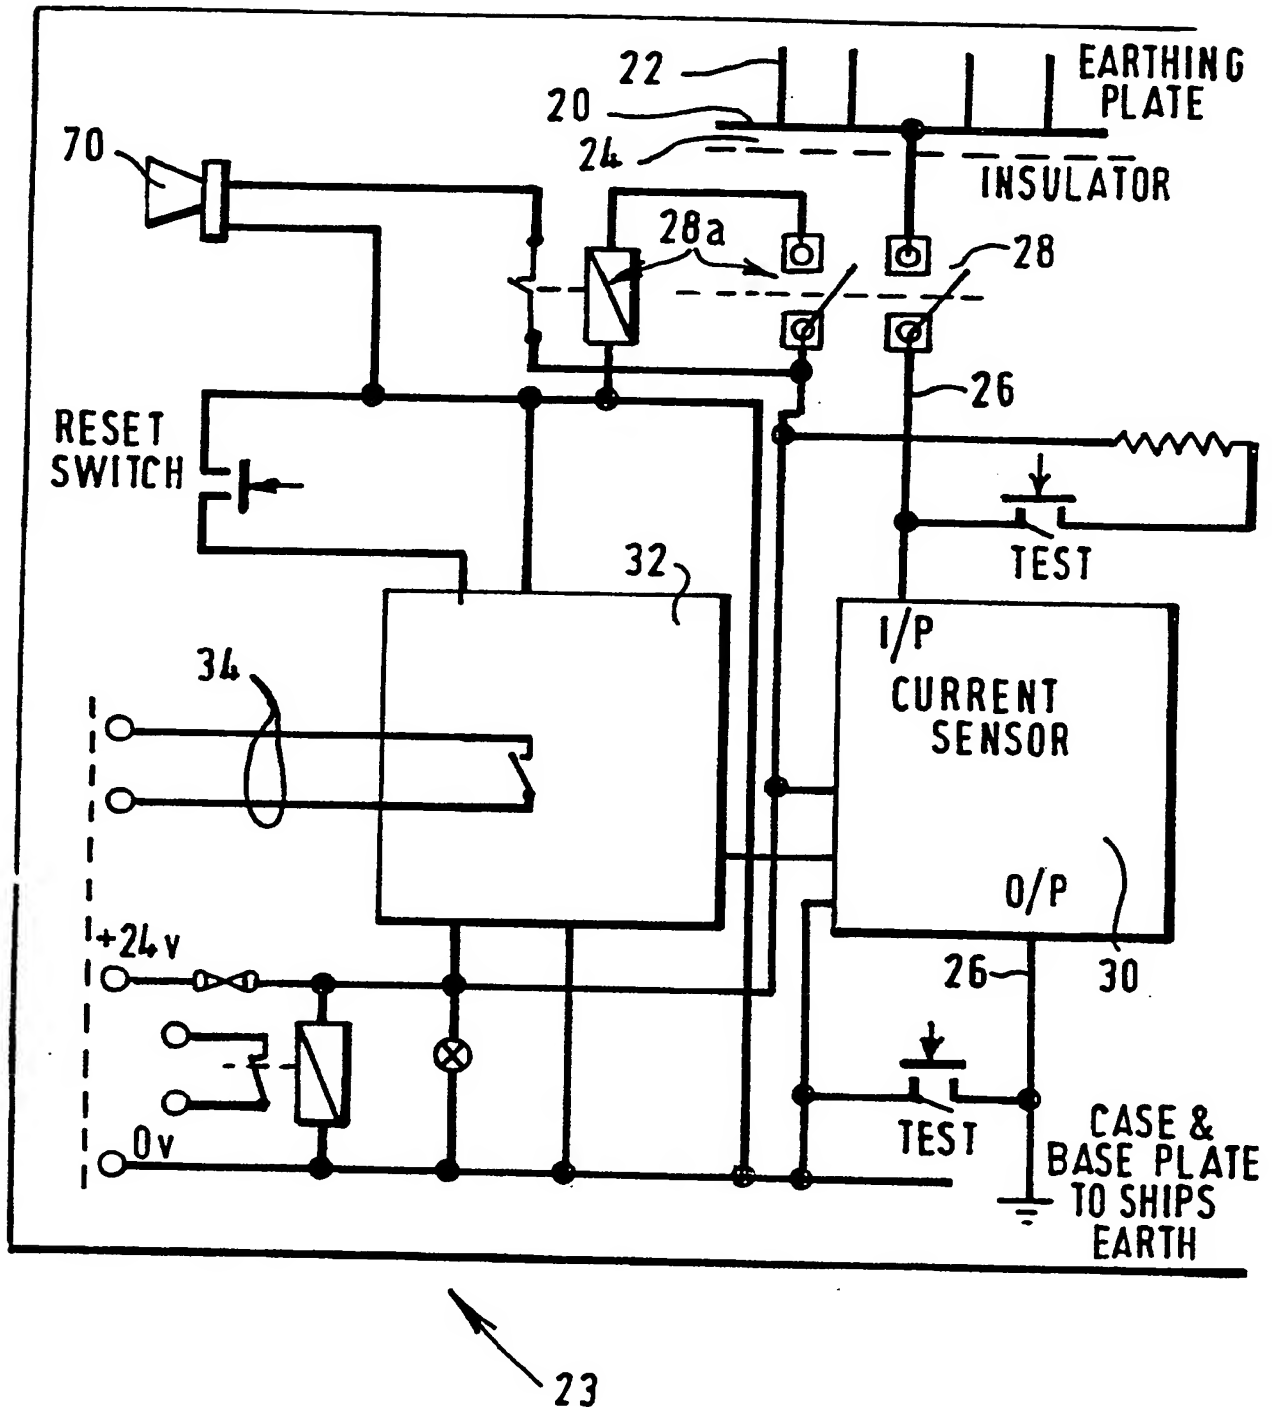 22
EARTHING
PLATE
20
24
INSULATOR
70
28a
28
26
RESET
SWITCH
TEST
32
I/P
CURRENT
SENSOR
34
O/P
+24v
26
30
0v
TEST
CASE &
BASE PLATE
TO SHIPS
EARTH
23